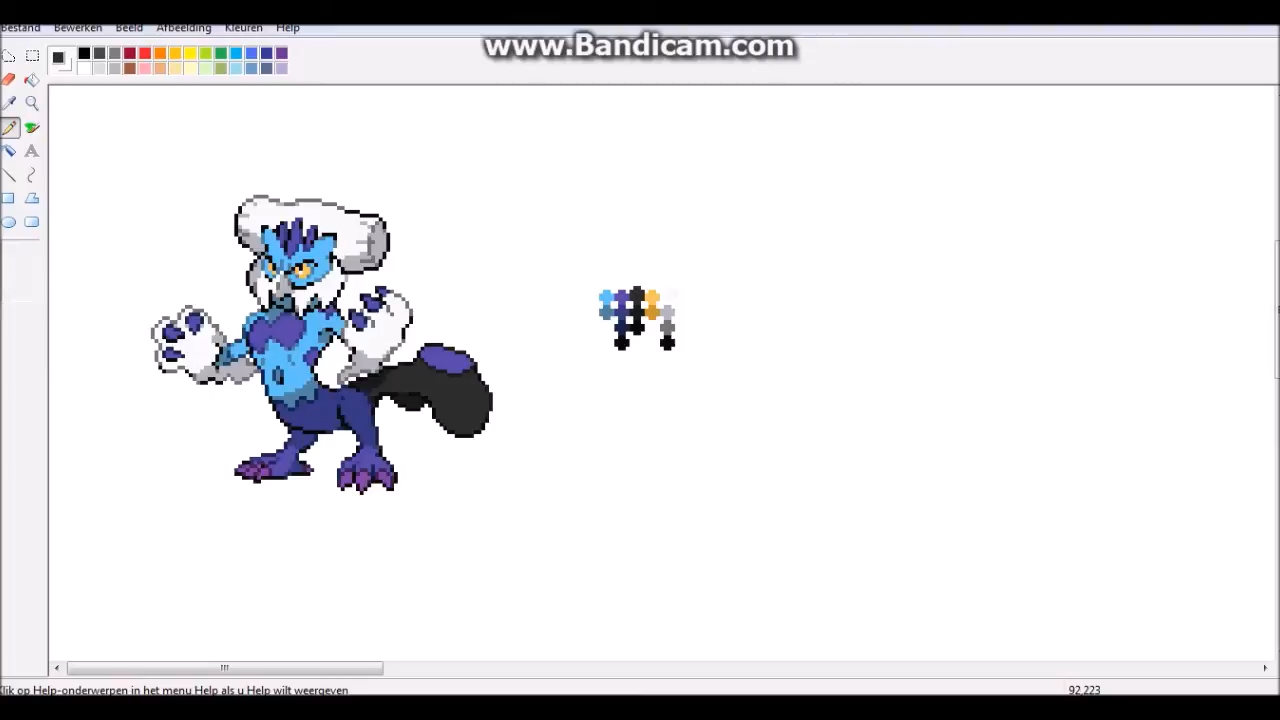 Bestand Bewerken Beeld Afbeelding Kleuren Help
www.Bandicam.com
Klik op Help-onderwerpen in het menu Help als u Help wilt weergeven
92,223